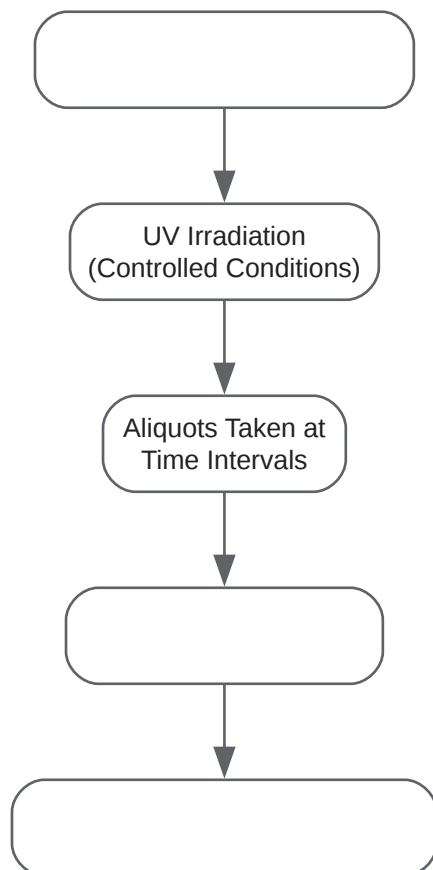 UV Irradiation
(Controlled Conditions)
Aliquots Taken at
Time Intervals